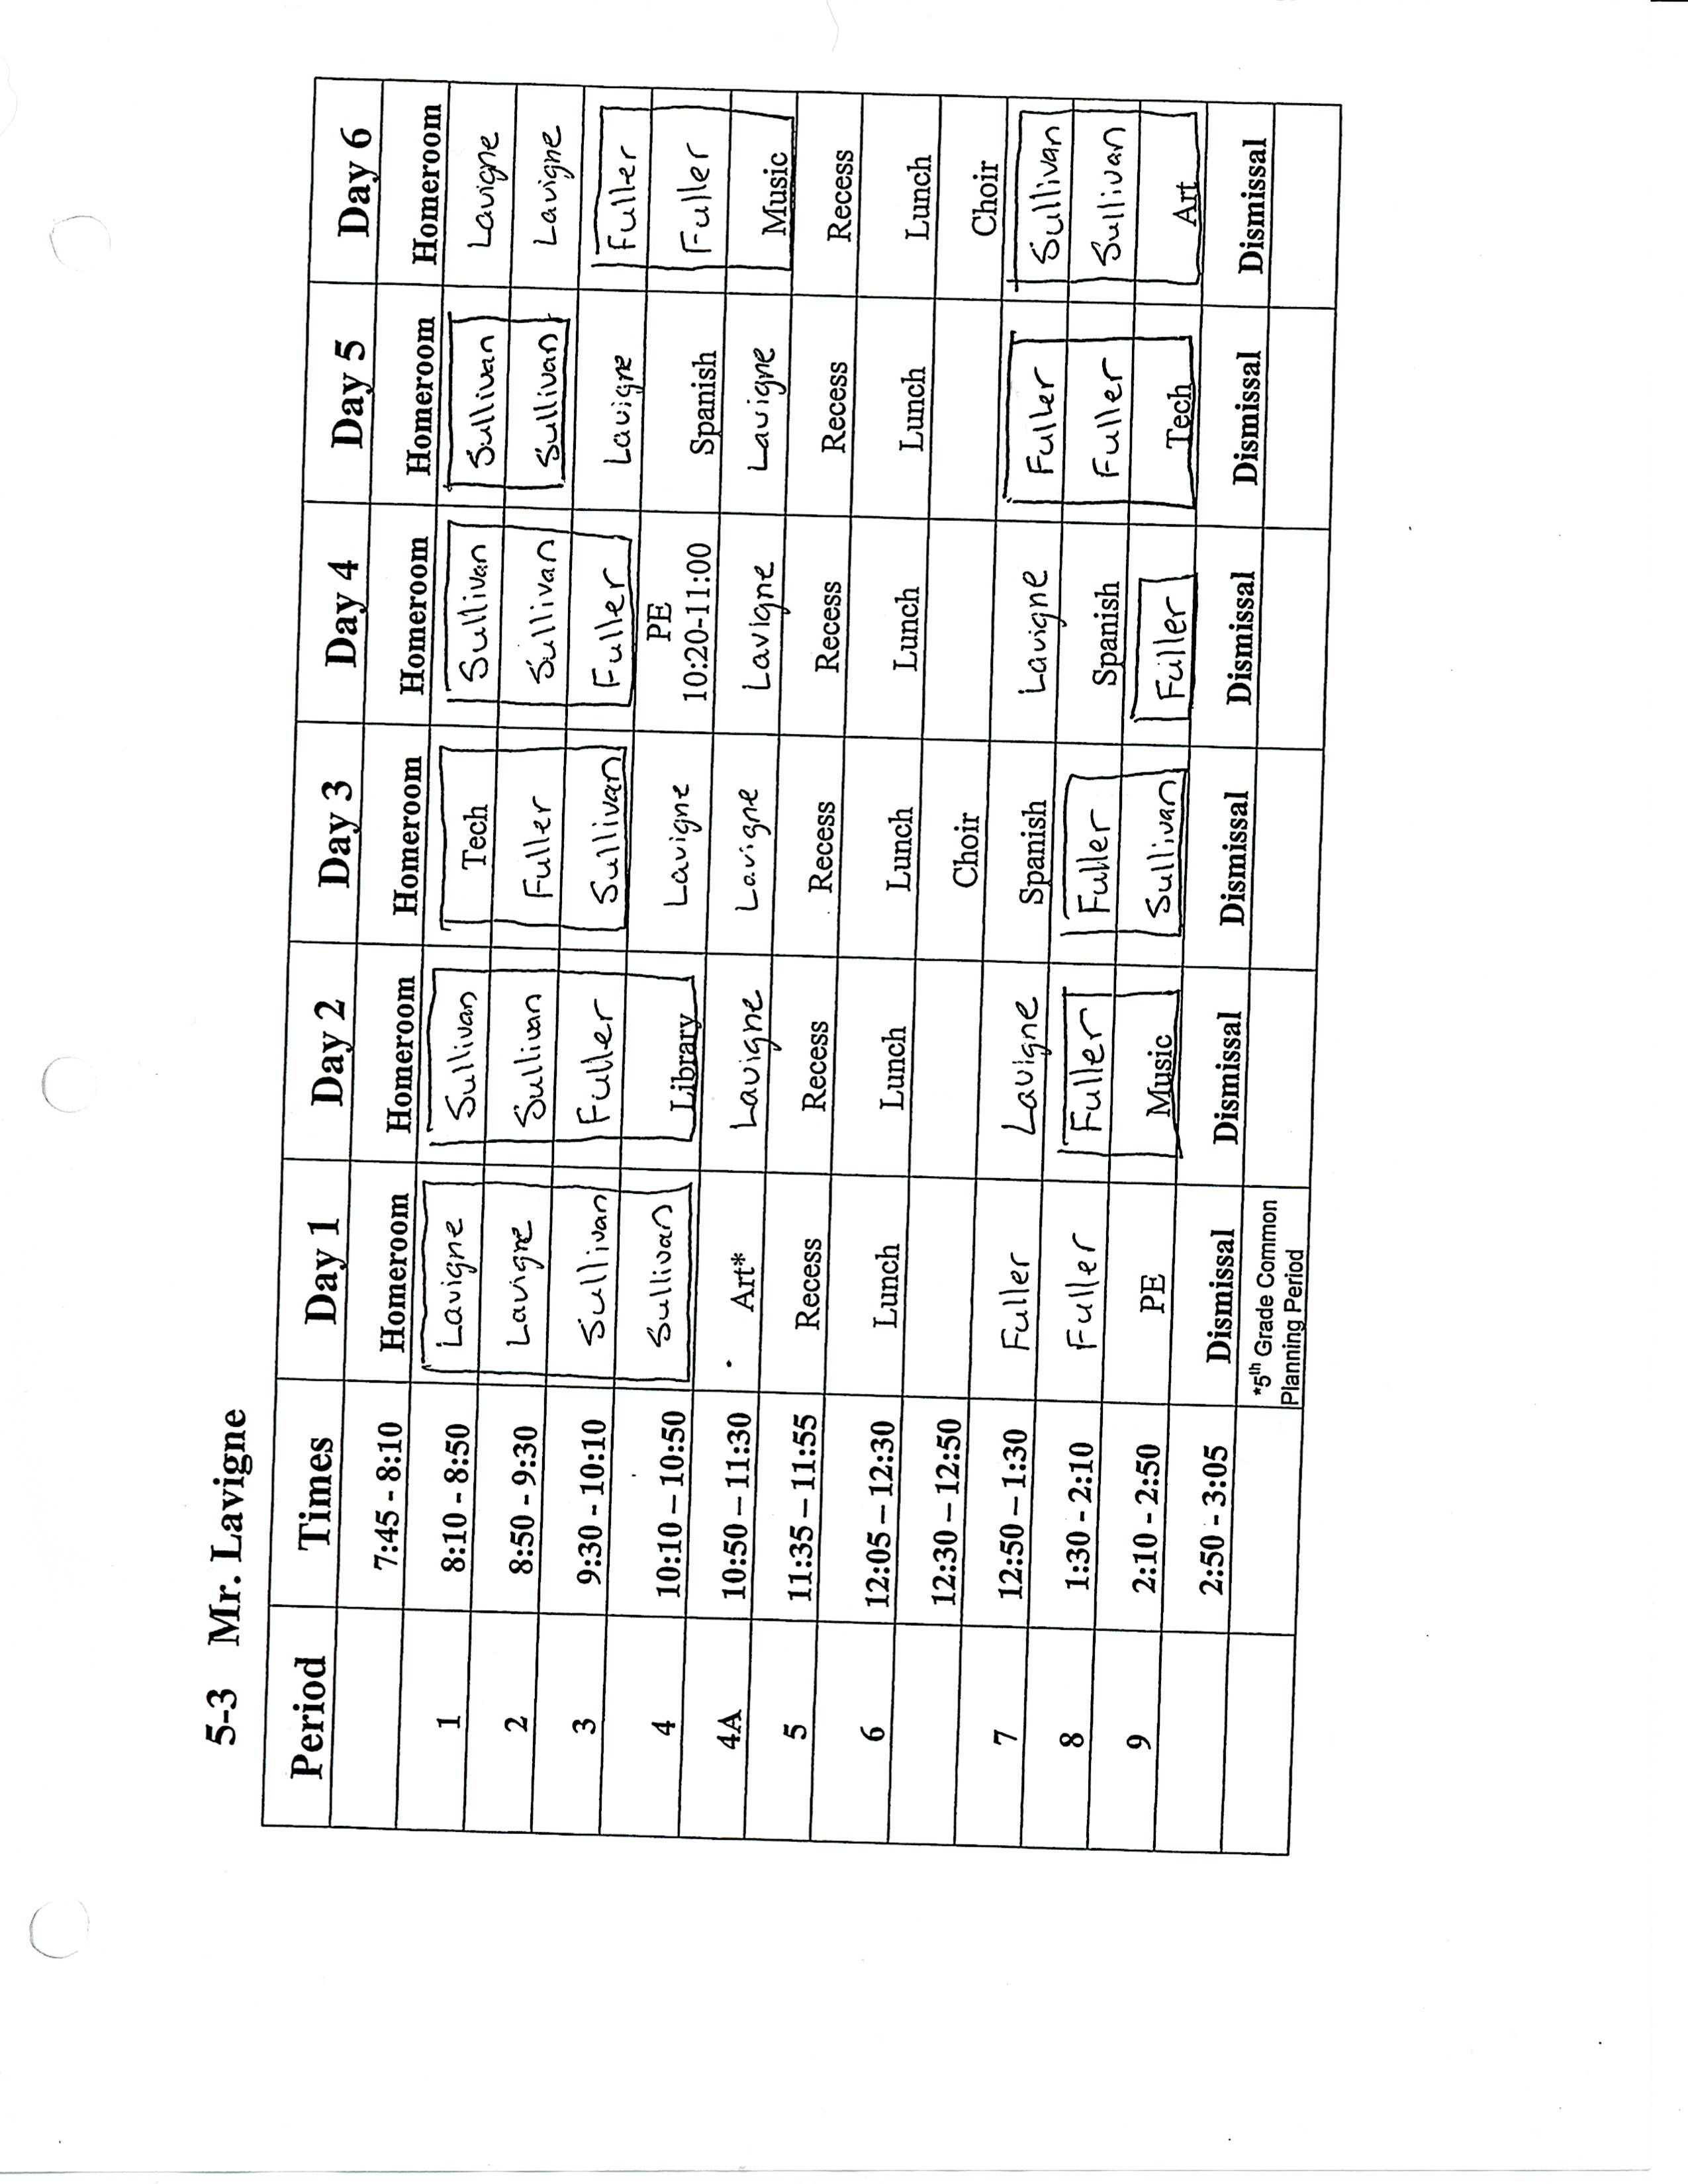 5-3 Mr. Lavigne
Period Times Day 1 Day 2 Day 3 Day 4 Day 5 Day 6
7:45 - 8:10 Homeroom Homeroom Homeroom Homeroom Homeroom Homeroom
1 8:10 - 8:50 Lavigne Sullivan Tech Sullivan Sullivan Lavigne
2 8:50 - 9:30 Lavigne Sullivan Fuller Sullivan Sullivan Lavigne
3 9:30 - 10:10 Sullivan Fuller Sullivan Fuller Lavigne Fuller
4 10:10 – 10:50 Sullivan Library Lavigne PE 10:20-11:00 Spanish Fuller
4A 10:50 – 11:30 Art* Lavigne Lavigne Lavigne Lavigne Music
5 11:35 – 11:55 Recess Recess Recess Recess Recess Recess
6 12:05 – 12:30 Lunch Lunch Lunch Lunch Lunch Lunch
12:30 – 12:50 Choir Choir
7 12:50 – 1:30 Fuller Lavigne Spanish Lavigne Fuller Sullivan
8 1:30 - 2:10 Fuller Fuller Fuller Spanish Fuller Sullivan
9 2:10 - 2:50 PE Music Sullivan Fuller Tech Art
2:50 - 3:05 Dismissal Dismissal Dismissal Dismissal Dismissal Dismissal
*5th Grade Common
Planning Period